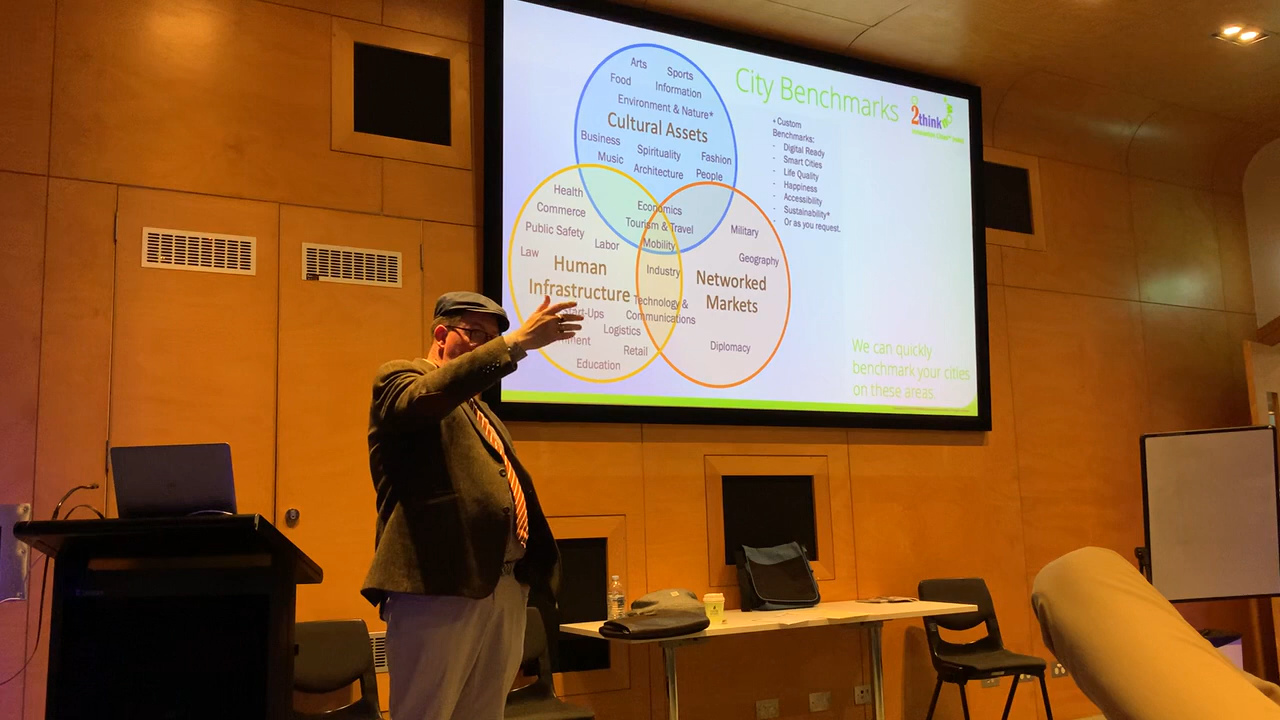 City Benchmarks
2think
Arts
Sports
Food
Information
Environment & Nature*
Cultural Assets
Business
Spirituality
Fashion
Music
Architecture
People
+ Custom
Benchmarks:
- Digital Ready
- Smart Cities
- Life Quality
- Happiness
- Accessibility
- Sustainability*
- Or as you request.
Health
Commerce
Public Safety
Labor
Law
Human
Infrastructure
Logistics
Retail
Education
Economics
Tourism & Travel
Mobility
Industry
Technology &
Communications
Military
Geography
Networked
Markets
Diplomacy
We can quickly
benchmark your cities
on these areas